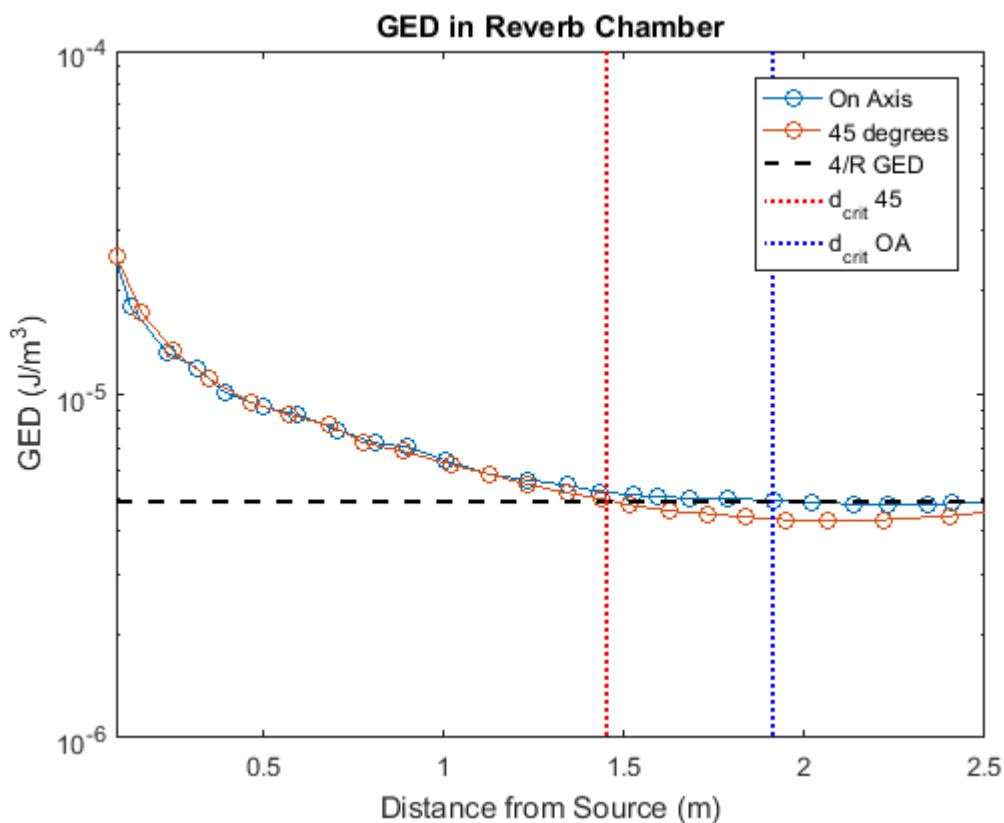 GED in Reverb Chamber
10^-4
10^-5
10^-6
GED (J/m^3)
On Axis
45 degrees
4/R GED
d_crit 45
d_crit OA
0.5 1 1.5 2 2.5
Distance from Source (m)